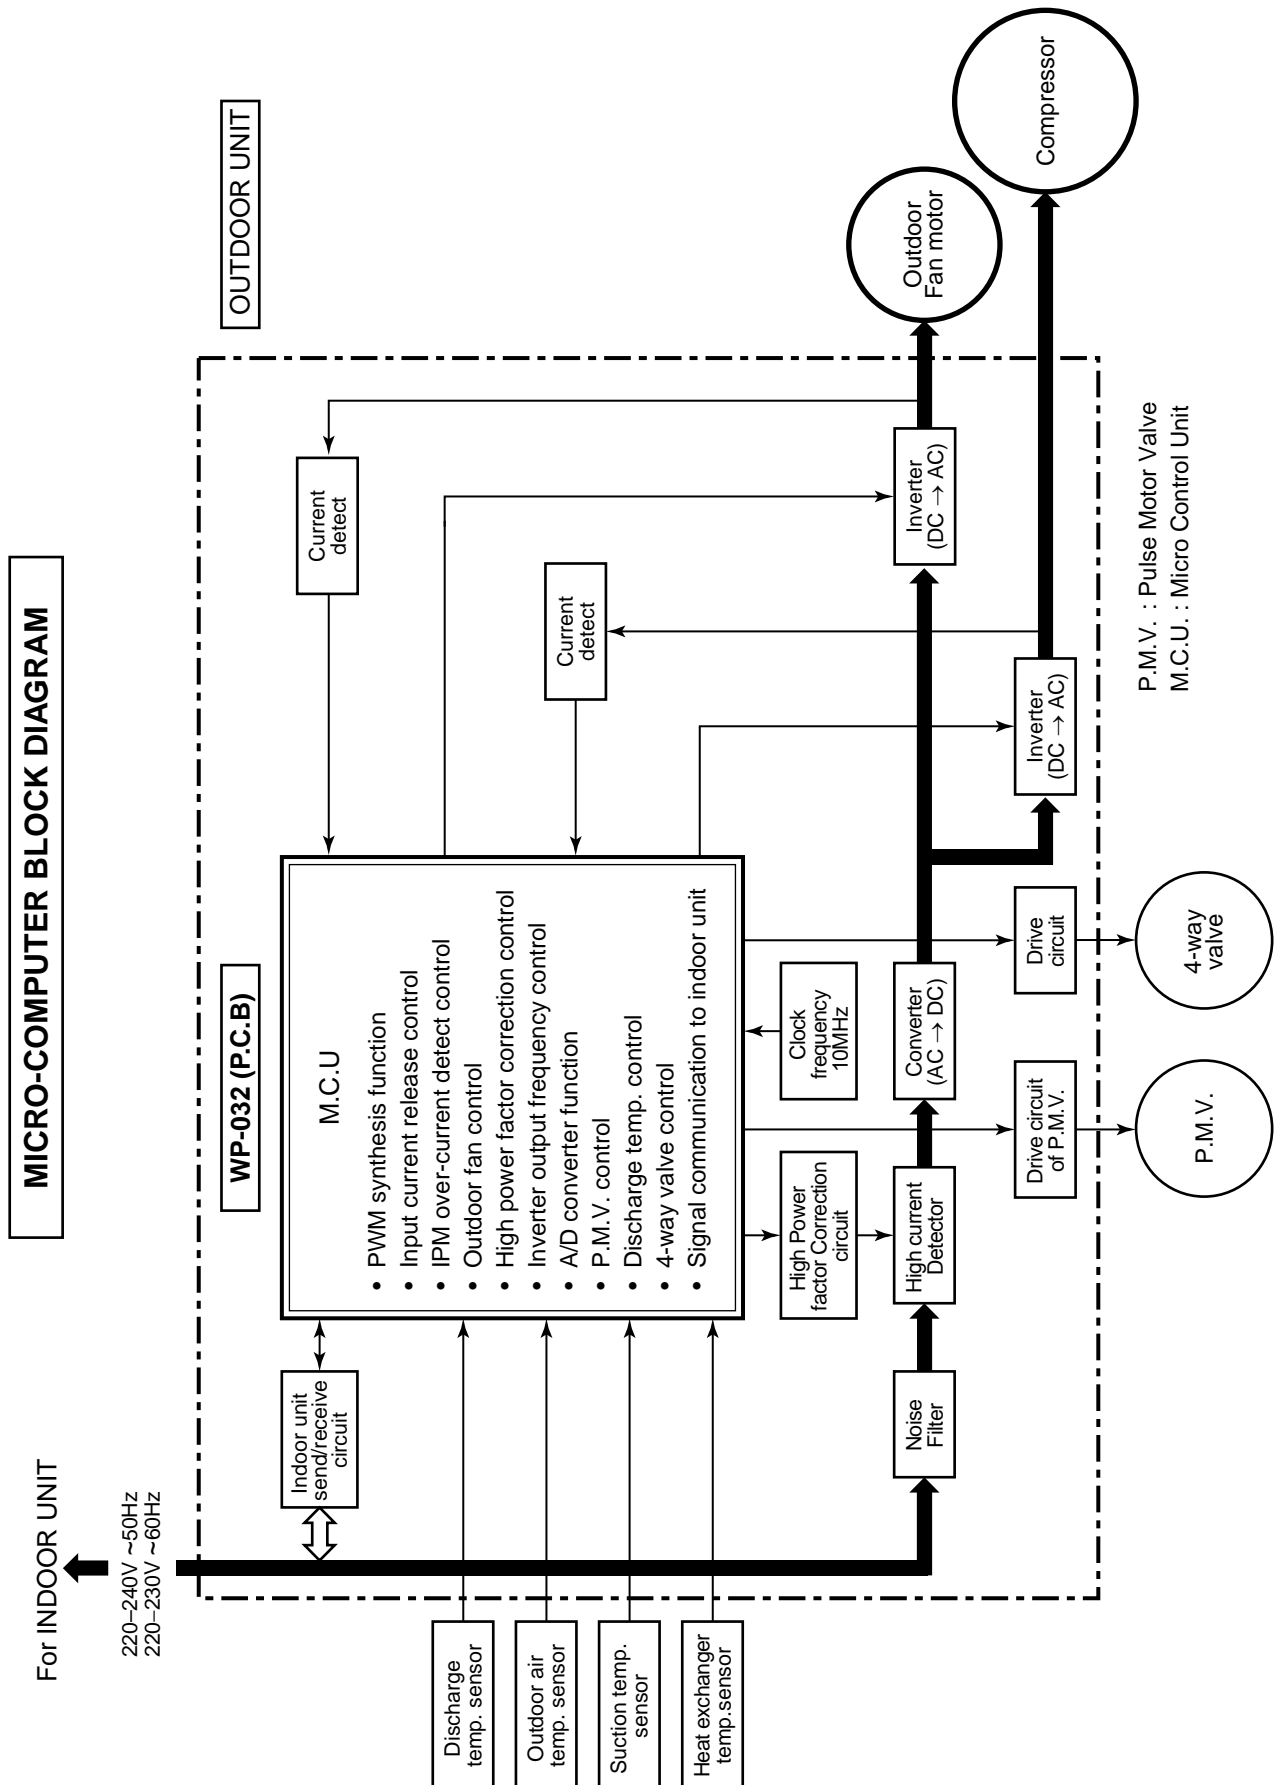 MICRO-COMPUTER BLOCK DIAGRAM
For INDOOR UNIT
220–240V ~50Hz
220–230V ~60Hz
WP-032 (P.C.B)
OUTDOOR UNIT
Indoor unit
send/receive
circuit
M.C.U
• PWM synthesis function
• Input current release control
• IPM over-current detect control
• Outdoor fan control
• High power factor correction control
• Inverter output frequency control
• A/D converter function
• P.M.V. control
• Discharge temp. control
• 4-way valve control
• Signal communication to indoor unit
Current
detect
Current
detect
Discharge
temp. sensor
Outdoor air
temp. sensor
Suction temp.
sensor
Heat exchanger
temp.sensor
High Power
factor Correction
circuit
Clock
frequency
10MHz
Noise
Filter
High current
Detector
Converter
(AC → DC)
Inverter
(DC → AC)
Outdoor
Fan motor
Drive circuit
of P.M.V.
Drive
circuit
Inverter
(DC → AC)
Compressor
P.M.V.
4-way
valve
P.M.V. : Pulse Motor Valve
M.C.U. : Micro Control Unit